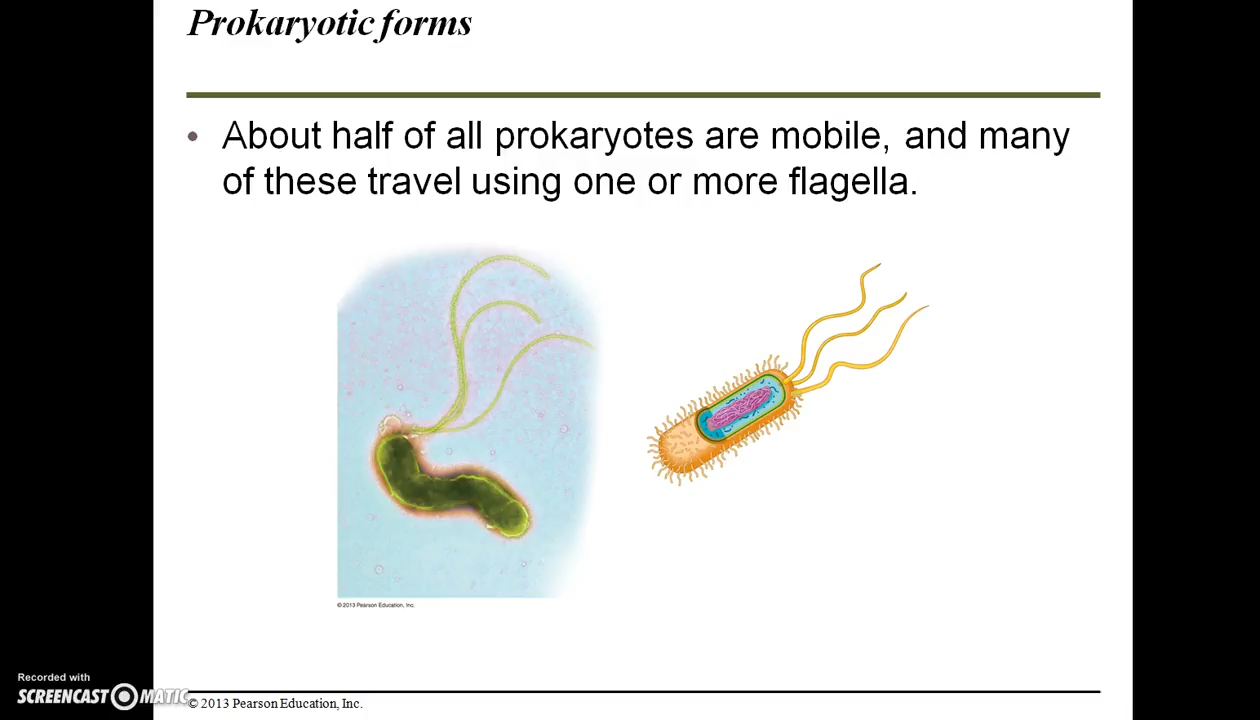 Prokaryotic forms
• About half of all prokaryotes are mobile, and many
of these travel using one or more flagella.
© 2013 Pearson Education, Inc.
Recorded with
SCREENCAST MATIC
© 2013 Pearson Education, Inc.